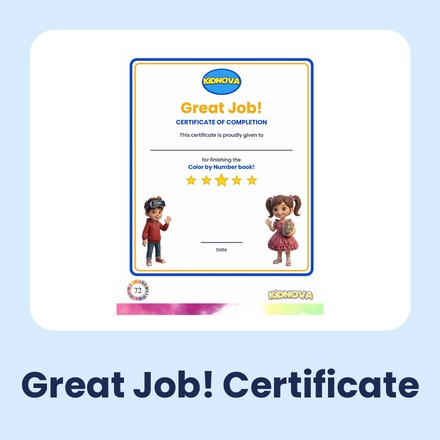 KiDNOVA
Great Job!
CERTIFICATE OF COMPLETION
This certificate is proudly given to
for finishing the
Color by Number book!
Date
72
KiDNOVA
Great Job! Certificate